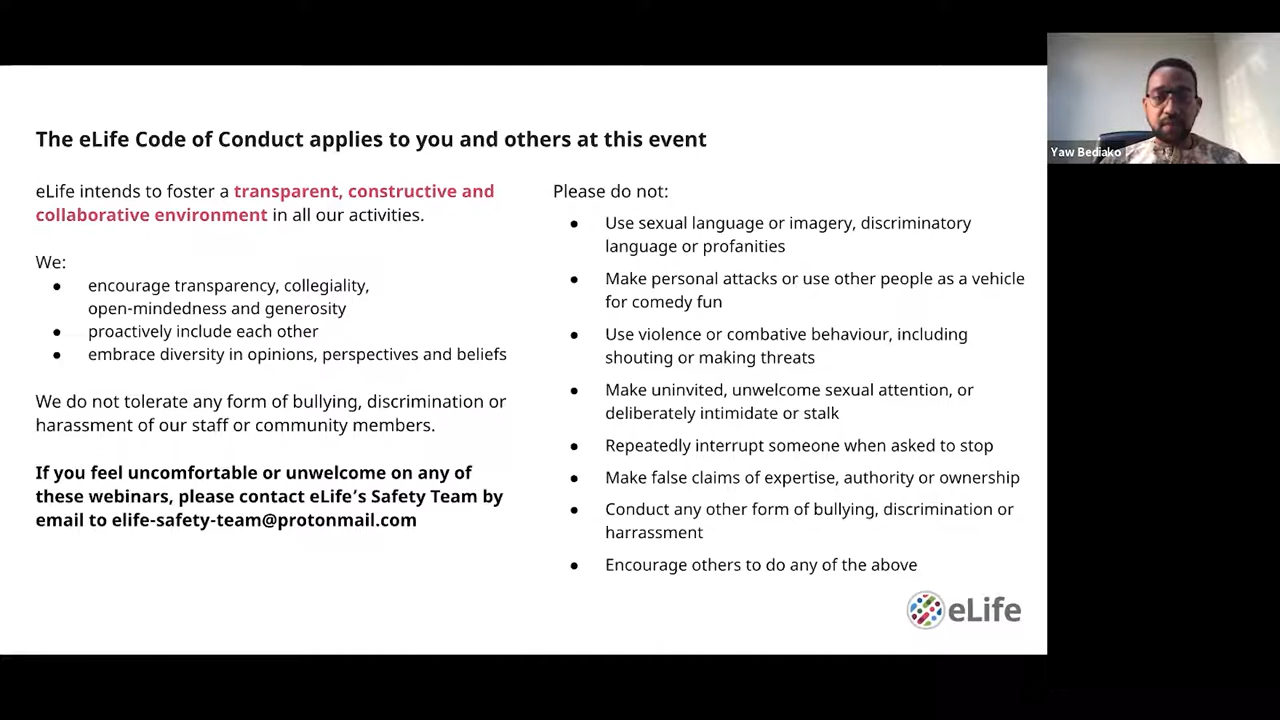 The eLife Code of Conduct applies to you and others at this event
eLife intends to foster a transparent, constructive and
collaborative environment in all our activities.
We:
● encourage transparency, collegiality,
open-mindedness and generosity
● proactively include each other
● embrace diversity in opinions, perspectives and beliefs
We do not tolerate any form of bullying, discrimination or
harassment of our staff or community members.
If you feel uncomfortable or unwelcome on any of
these webinars, please contact eLife’s Safety Team by
email to elife-safety-team@protonmail.com
Please do not:
● Use sexual language or imagery, discriminatory
language or profanities
● Make personal attacks or use other people as a vehicle
for comedy fun
● Use violence or combative behaviour, including
shouting or making threats
● Make uninvited, unwelcome sexual attention, or
deliberately intimidate or stalk
● Repeatedly interrupt someone when asked to stop
● Make false claims of expertise, authority or ownership
● Conduct any other form of bullying, discrimination or
harrassment
● Encourage others to do any of the above
eLife
Yaw Bediako